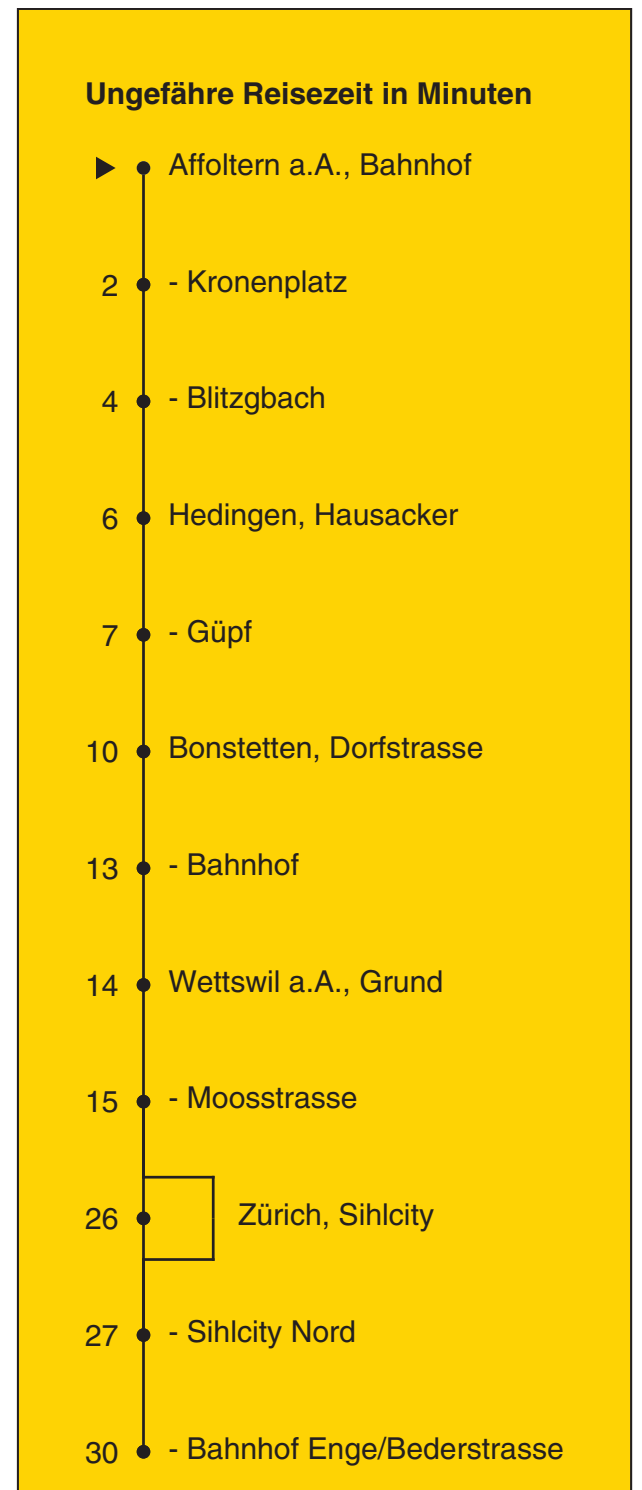 Ungefähre Reisezeit in Minuten
Affoltern a.A., Bahnhof
2 - Kronenplatz
4 - Blitzgbach
6 Hedingen, Hausacker
7 - Güpf
10 Bonstetten, Dorfstrasse
13 - Bahnhof
14 Wettswil a.A., Grund
15 - Moosstrasse
26 Zürich, Sihlcity
27 - Sihlcity Nord
30 - Bahnhof Enge/Bederstrasse